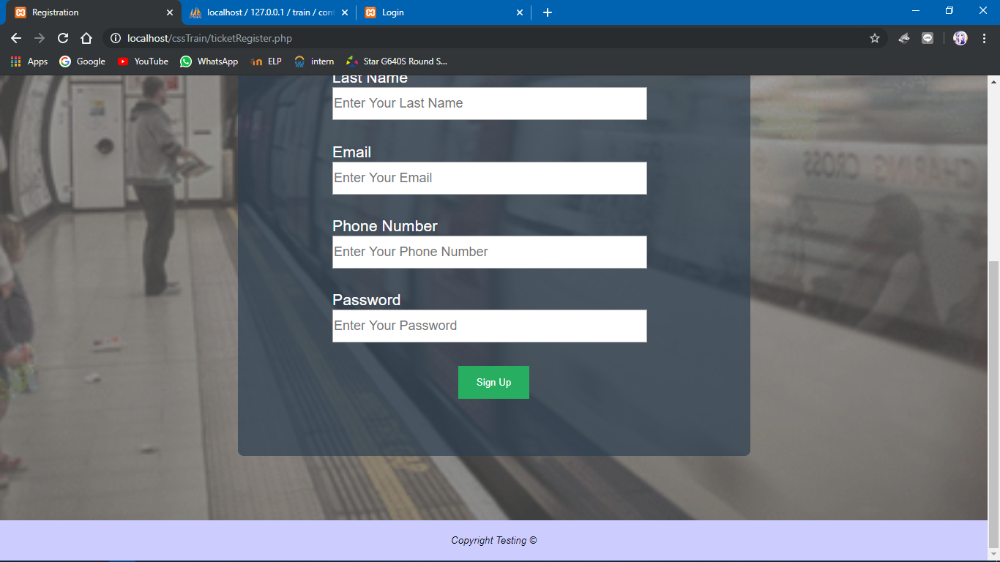 Registration
localhost / 127.0.0.1 / train / cont
Login
localhost/cssTrain/ticketRegister.php
Apps
Google
YouTube
WhatsApp
ELP
intern
Star G640S Round S...
Last Name
Enter Your Last Name
Email
Enter Your Email
Phone Number
Enter Your Phone Number
Password
Enter Your Password
Sign Up
CHARING CROSS
Copyright Testing ©